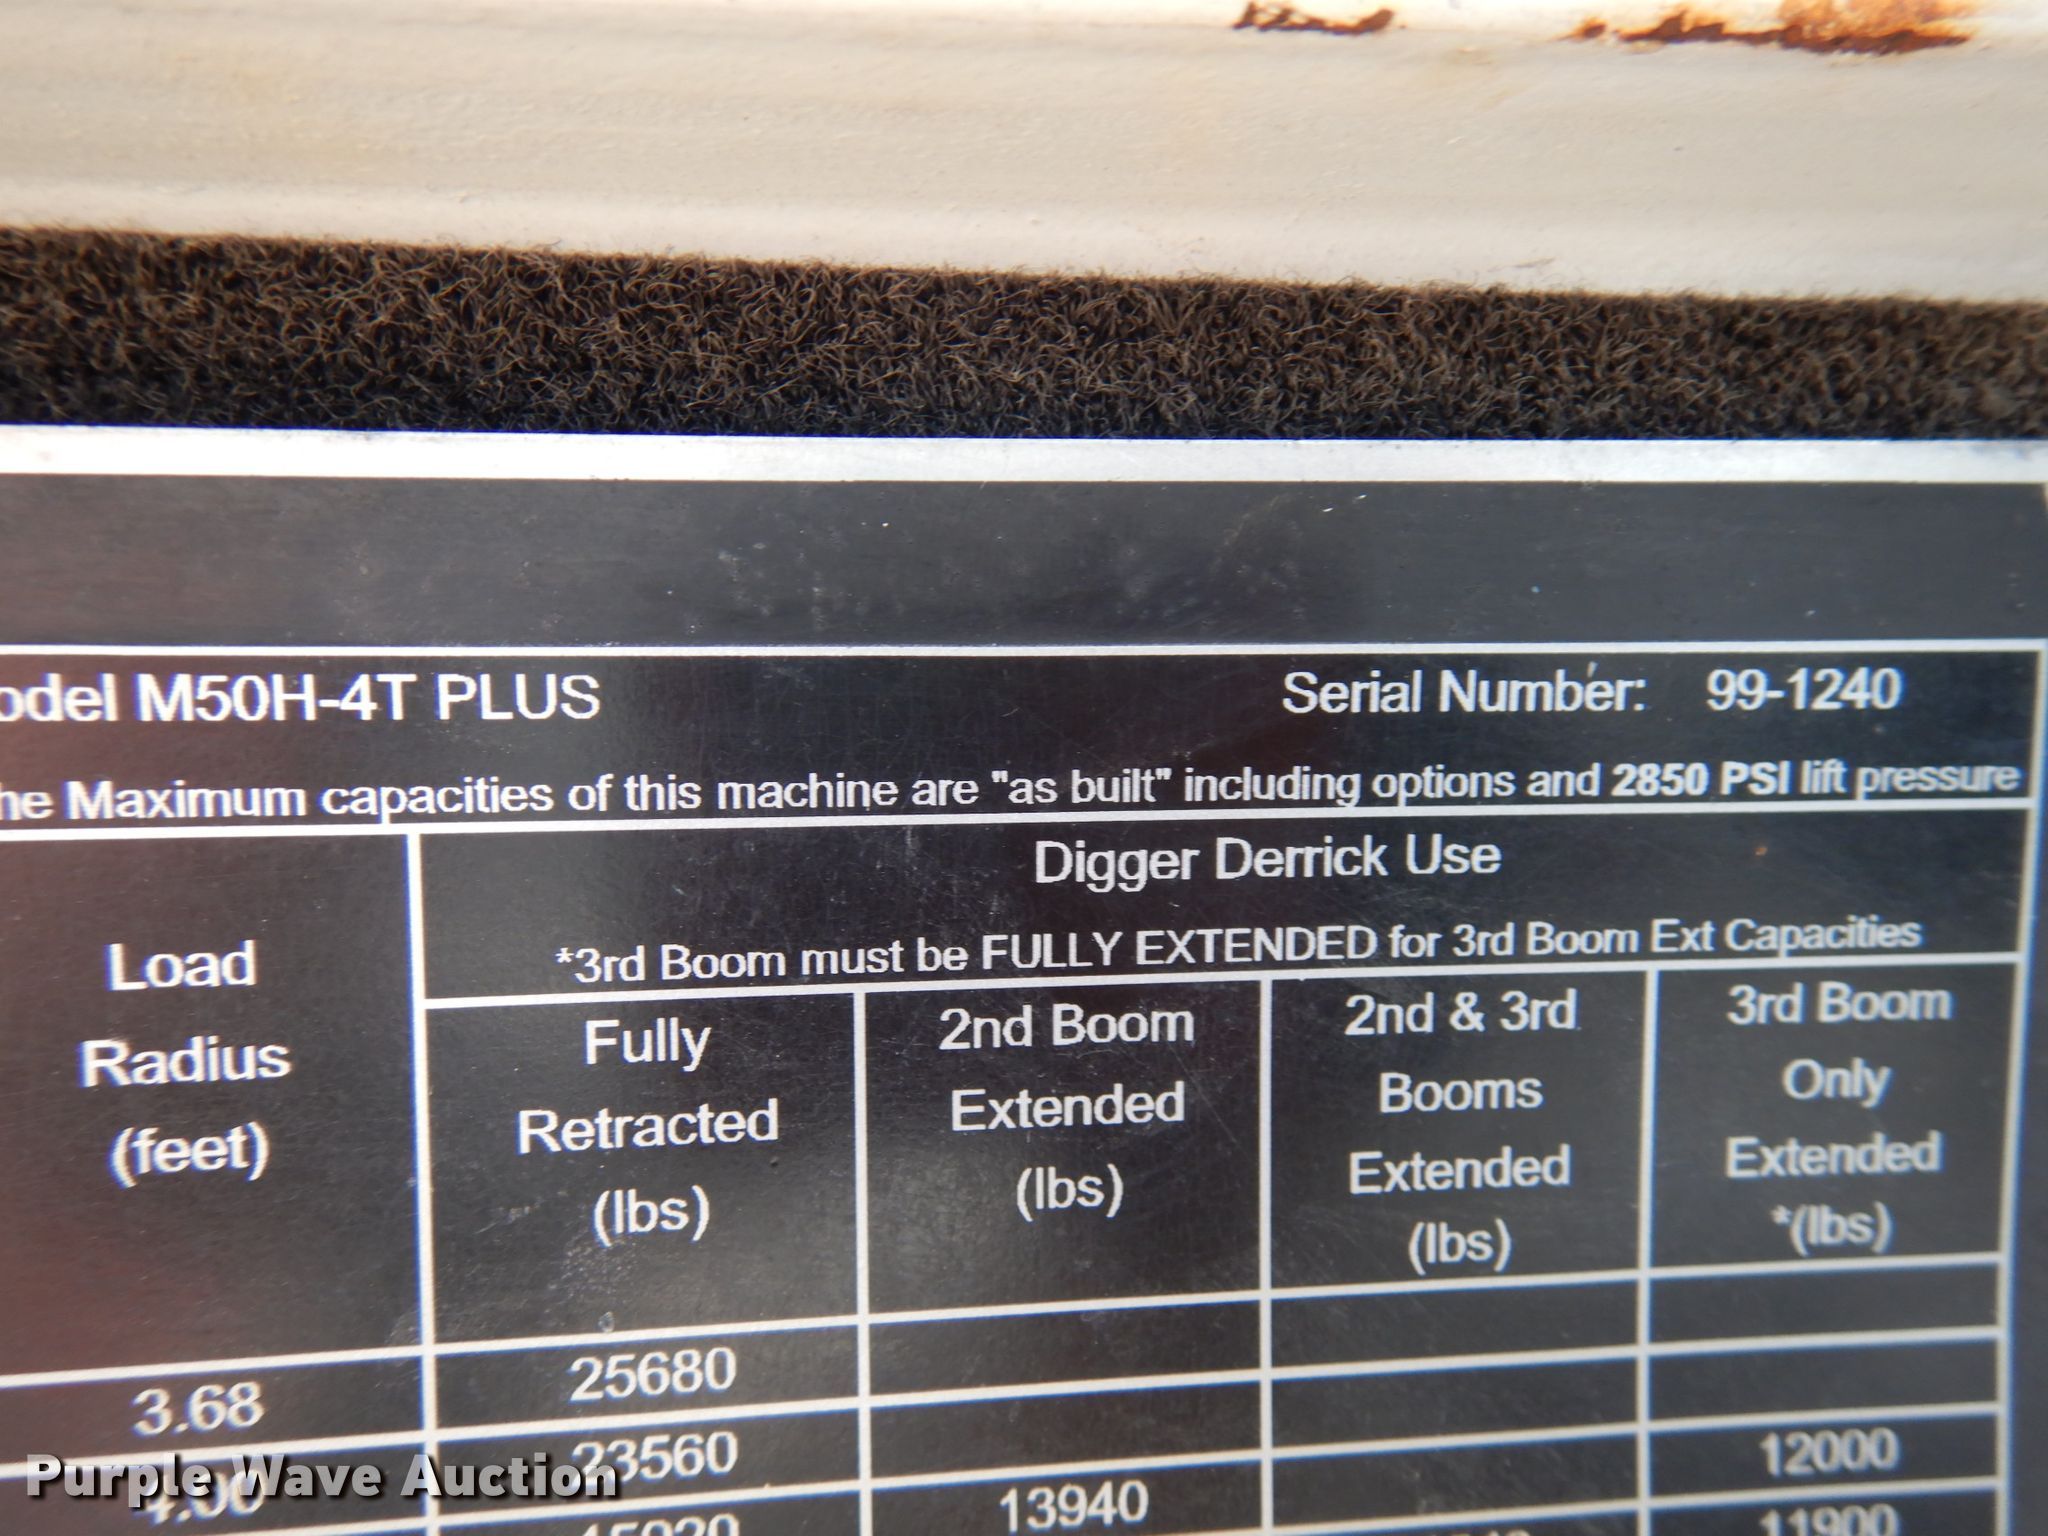 odel M50H-4T PLUS Serial Number: 99-1240
he Maximum capacities of this machine are "as built" including options and 2850 PSI lift pressure
Load
Radius
(feet)
Digger Derrick Use
*3rd Boom must be FULLY EXTENDED for 3rd Boom Ext Capacities
Fully
Retracted
(lbs)
2nd Boom
Extended
(lbs)
2nd & 3rd
Booms
Extended
(lbs)
3rd Boom
Only
Extended
*(lbs)
3.68 25680
4.00 23560 12000
13940 11900
Purple Wave Auction